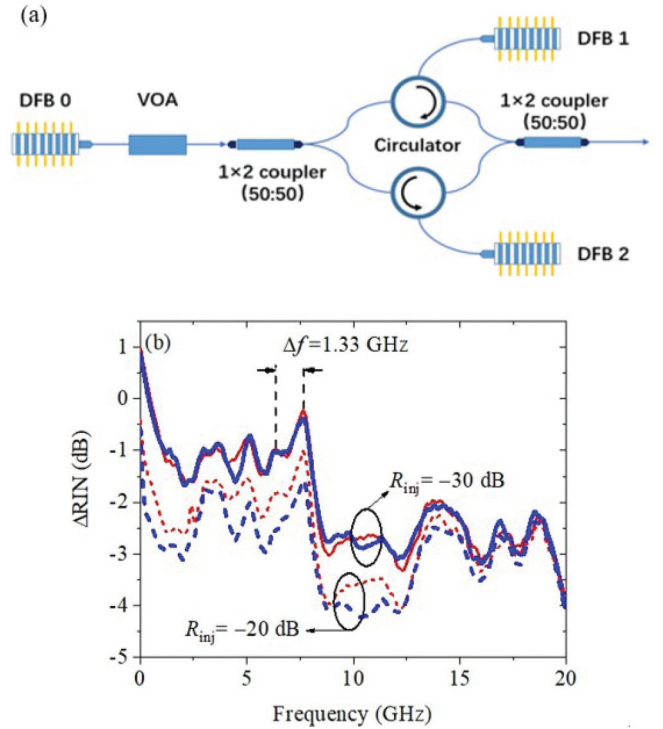 (a)
DFB 1
DFB 0
VOA
1×2 coupler
(50:50)
Circulator
1×2 coupler
(50:50)
DFB 2
(b)
Δf=1.33 GHz
1
0
-1
-2
-3
-4
-5
ΔRIN (dB)
Rinj= −30 dB
Rinj= −20 dB
0
5
10
15
20
Frequency (GHz)